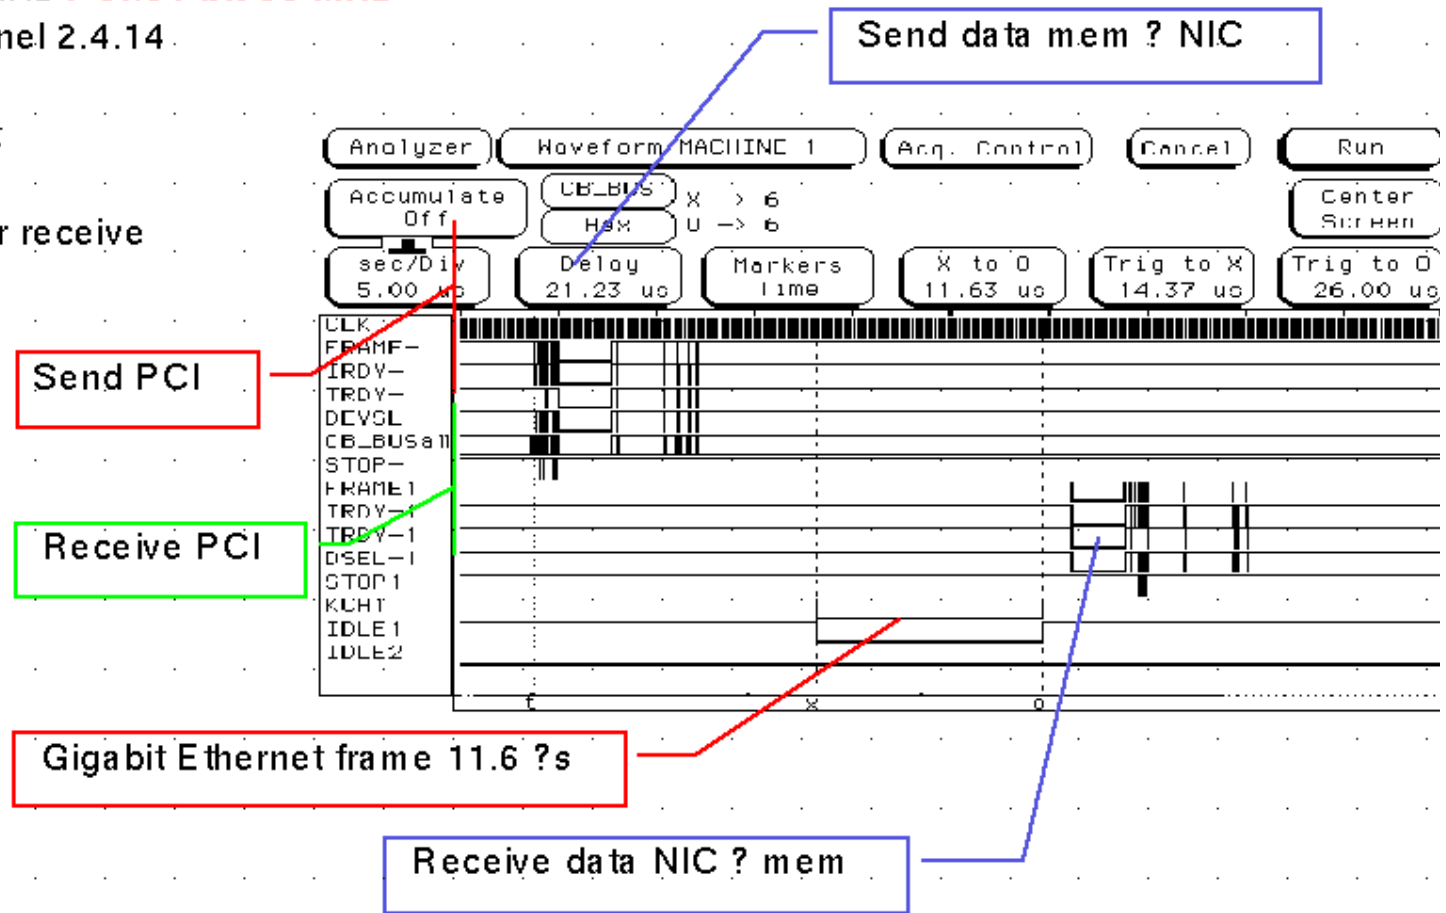 nel 2.4.14
Send data mem ? NIC
Analyzer
Waveform MACHINE 1
Acq. Control
Cancel
Run
Accumulate
Off
CB_BUS
Hex
X > 6
O -> 6
Center
Screen
r receive
sec/Div
5.00 us
Delay
21.23 us
Markers
Time
X to O
11.63 us
Trig to X
14.37 us
Trig to O
26.00 us
CLK
FRAME-
IRDY-
TRDY-
DEVSL
CB_BUSall
STOP-
FRAME1
IRDY-1
TRDY-1
DSEL-1
STOP1
IDLE1
IDLE2
t
x
o
Send PCI
Receive PCI
Gigabit Ethernet frame 11.6 ?s
Receive data NIC ? mem